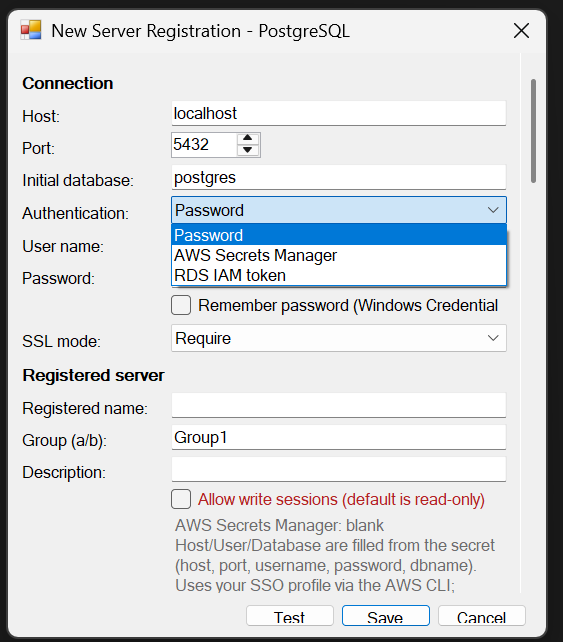 New Server Registration - PostgreSQL
Connection
Host: localhost
Port: 5432
Initial database: postgres
Authentication: Password
Password
User name:
AWS Secrets Manager
RDS IAM token
Password:
Remember password (Windows Credential
SSL mode: Require
Registered server
Registered name:
Group (a/b): Group1
Description:
Allow write sessions (default is read-only)
AWS Secrets Manager: blank
Host/User/Database are filled from the secret
(host, port, username, password, dbname).
Uses your SSO profile via the AWS CLI;
Test Save Cancel